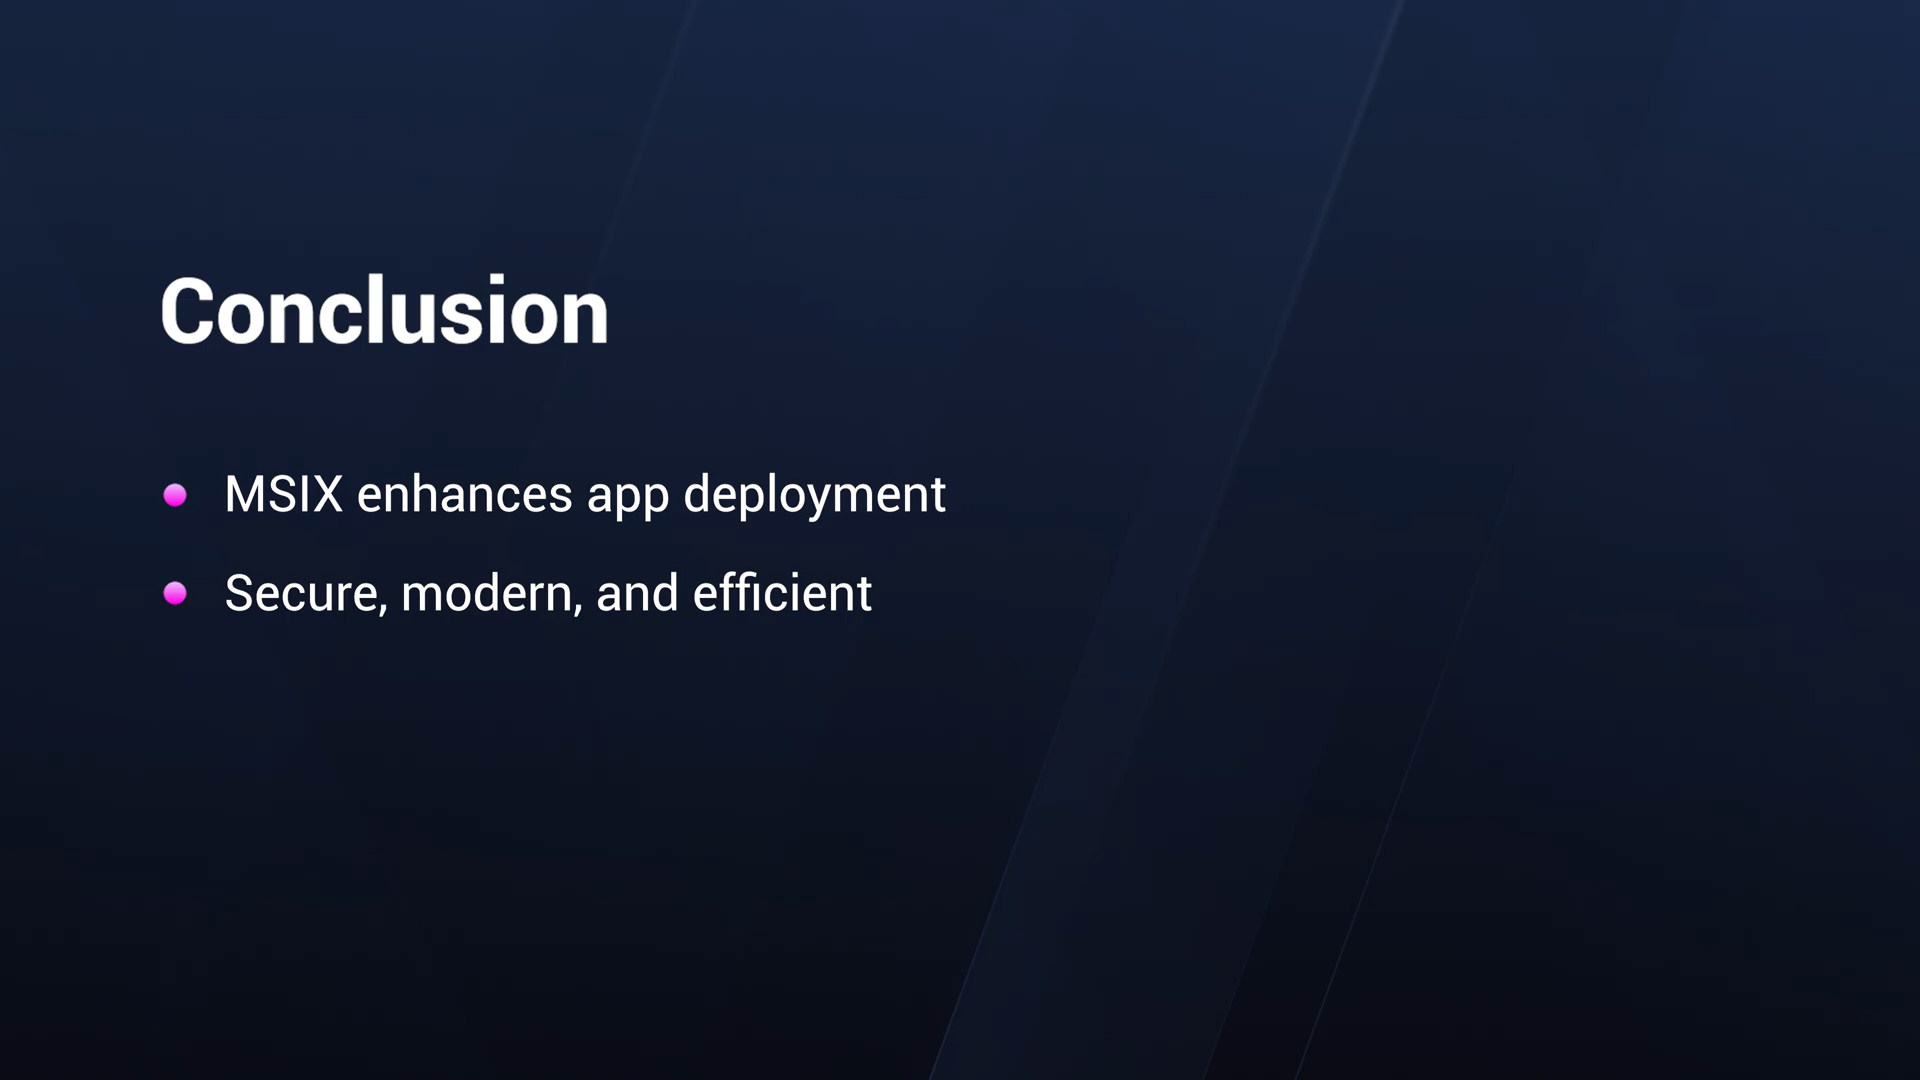 Conclusion
MSIX enhances app deployment
Secure, modern, and efficient